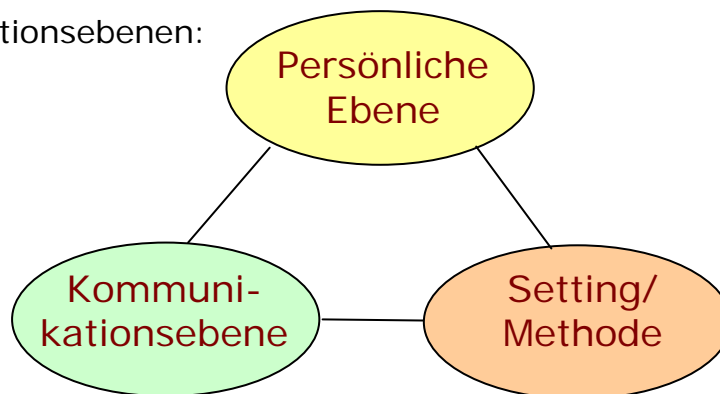 tionsebenen:
Persönliche
Ebene
Kommuni-
kationsebene
Setting/
Methode